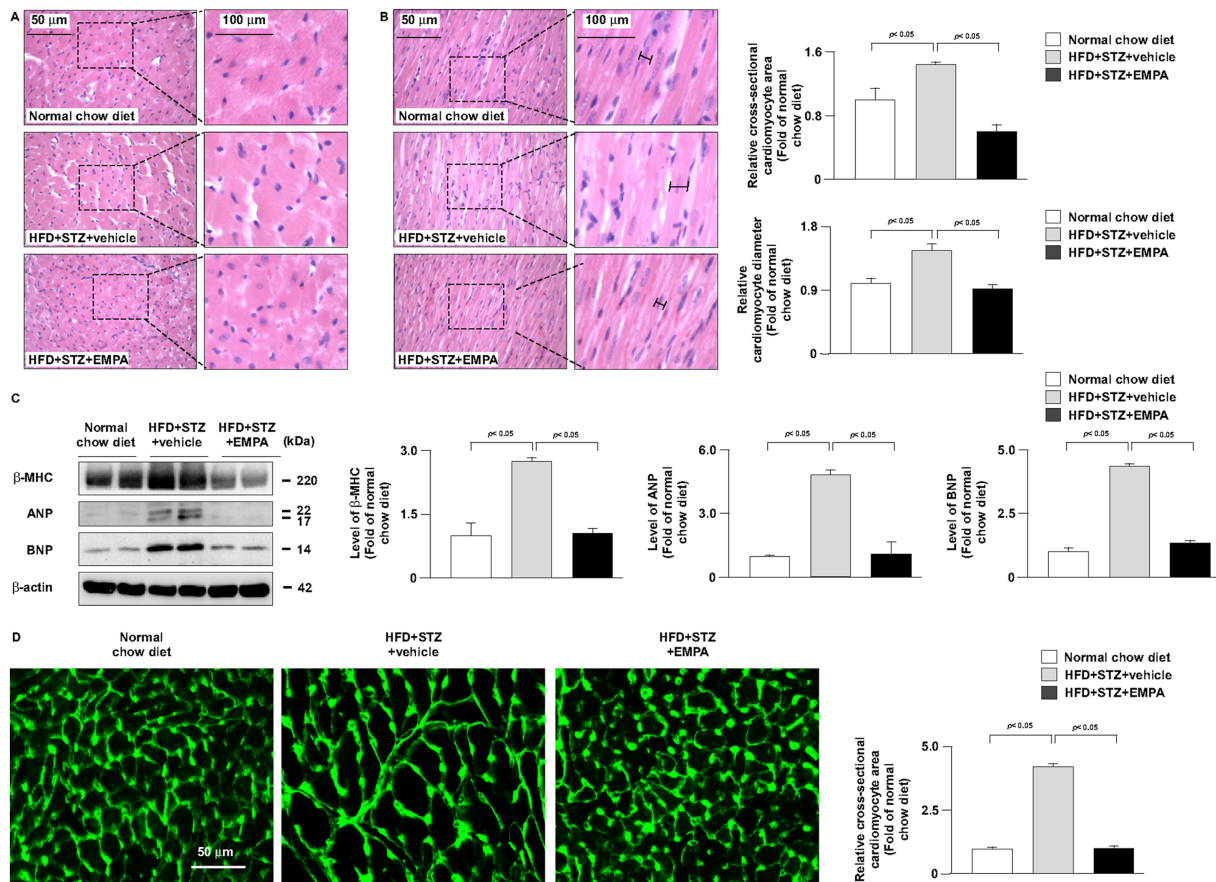 A
50 μm
100 μm
Normal chow diet
HFD+STZ+vehicle
HFD+STZ+EMPA
B
50 μm
100 μm
Normal chow diet
HFD+STZ+vehicle
HFD+STZ+EMPA
Relative cross-sectional
cardiomyocyte area
(Fold of normal
chow diet)
1.6
0.8
0
p< 0.05
p< 0.05
Normal chow diet
HFD+STZ+vehicle
HFD+STZ+EMPA
Relative
cardiomyocyte diameter
(Fold of normal
chow diet)
1.8
0.9
0
p< 0.05
p< 0.05
Normal chow diet
HFD+STZ+vehicle
HFD+STZ+EMPA
C
Normal
chow diet
HFD+STZ
+vehicle
HFD+STZ
+EMPA
(kDa)
β-MHC
220
ANP
22
17
BNP
14
β-actin
42
Level of β-MHC
(Fold of normal
chow diet)
3.0
1.5
0
p< 0.05
p< 0.05
Level of ANP
(Fold of normal
chow diet)
6.0
3.0
0
p< 0.05
p< 0.05
Level of BNP
(Fold of normal
chow diet)
5.0
2.5
0
p< 0.05
p< 0.05
Normal chow diet
HFD+STZ+vehicle
HFD+STZ+EMPA
D
Normal
chow diet
HFD+STZ
+vehicle
HFD+STZ
+EMPA
50 μm
Relative cross-sectional
cardiomyocyte area
(Fold of normal
chow diet)
5.0
2.5
0
p< 0.05
p< 0.05
Normal chow diet
HFD+STZ+vehicle
HFD+STZ+EMPA